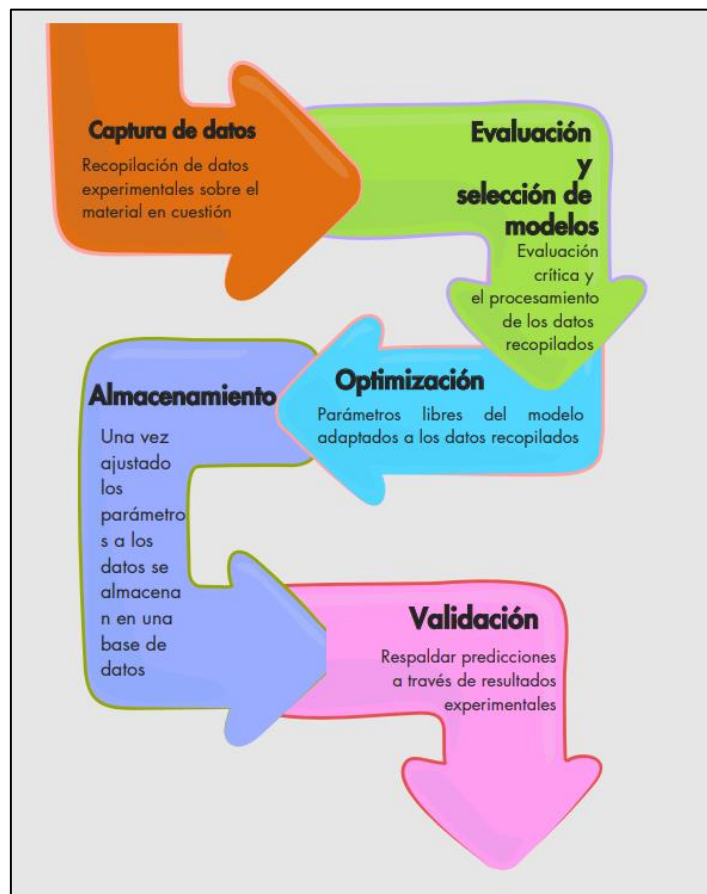 Captura de datos
Recopilación de datos
experimentales sobre el
material en cuestión
Evaluación
y
selección de
modelos
Evaluación
crítica y
el procesamiento
de los datos
recopilados
Optimización
Parámetros libres del modelo
adaptados a los datos recopilados
Almacenamiento
Una vez
ajustado
los
parámetro
s a los
datos se
almacena
n en una
base de
datos
Validación
Respaldar predicciones
a través de resultados
experimentales